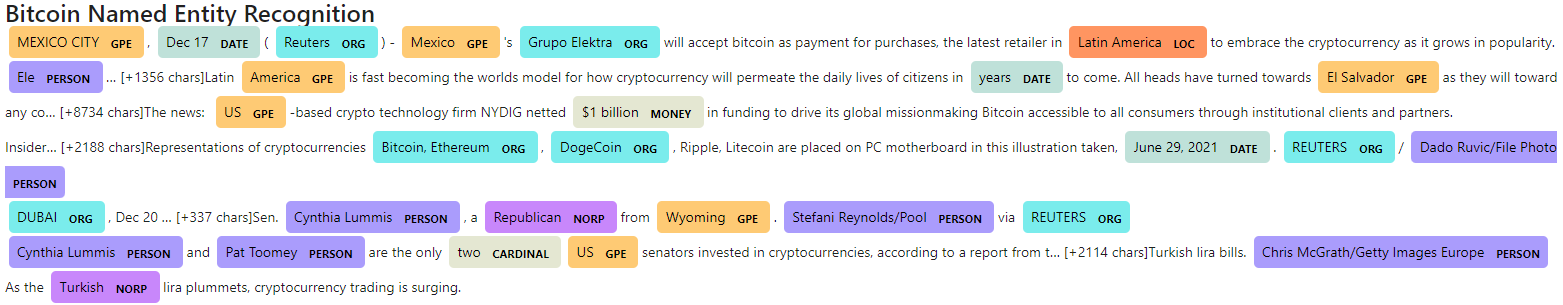 Bitcoin Named Entity Recognition
MEXICO CITY GPE , Dec 17 DATE ( Reuters ORG ) - Mexico GPE 's Grupo Elektra ORG will accept bitcoin as payment for purchases, the latest retailer in Latin America LOC to embrace the cryptocurrency as it grows in popularity.
Ele PERSON ... [+1356 chars]Latin America GPE is fast becoming the worlds model for how cryptocurrency will permeate the daily lives of citizens in years DATE to come. All heads have turned towards El Salvador GPE as they will toward
any co... [+8734 chars]The news: US GPE -based crypto technology firm NYDIG netted $1 billion MONEY in funding to drive its global missionmaking Bitcoin accessible to all consumers through institutional clients and partners.
Insider... [+2188 chars]Representations of cryptocurrencies Bitcoin, Ethereum ORG , DogeCoin ORG , Ripple, Litecoin are placed on PC motherboard in this illustration taken, June 29, 2021 DATE . REUTERS ORG / Dado Ruvic/File Photo
PERSON
DUBAI ORG , Dec 20 ... [+337 chars]Sen. Cynthia Lummis PERSON , a Republican NORP from Wyoming GPE . Stefani Reynolds/Pool PERSON via REUTERS ORG
Cynthia Lummis PERSON and Pat Toomey PERSON are the only two CARDINAL US GPE senators invested in cryptocurrencies, according to a report from t... [+2114 chars]Turkish lira bills. Chris McGrath/Getty Images Europe PERSON
As the Turkish NORP lira plummets, cryptocurrency trading is surging.